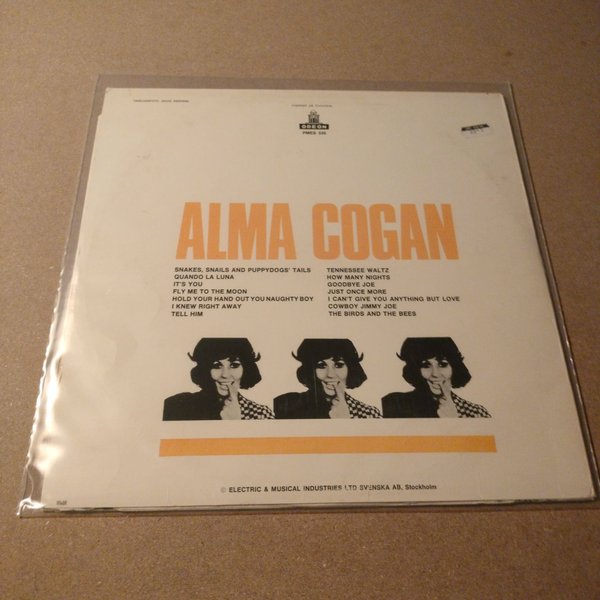 ODEON
PMES 535
ALMA COGAN
SNAKES, SNAILS AND PUPPYDOGS' TAILS
QUANDO LA LUNA
IT'S YOU
FLY ME TO THE MOON
HOLD YOUR HAND OUT YOU NAUGHTY BOY
I KNEW RIGHT AWAY
TELL HIM
TENNESSEE WALTZ
HOW MANY NIGHTS
GOODBYE JOE
JUST ONCE MORE
I CAN'T GIVE YOU ANYTHING BUT LOVE
COWBOY JIMMY JOE
THE BIRDS AND THE BEES
© ELECTRIC & MUSICAL INDUSTRIES LTD SVENSKA AB, Stockholm